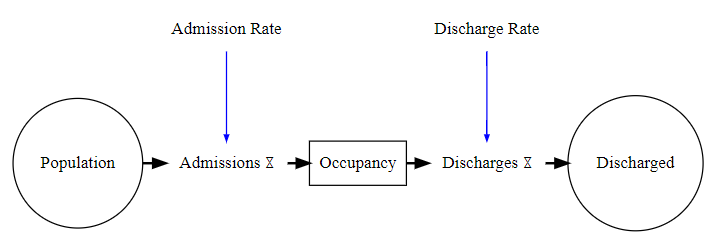 Admission Rate
Discharge Rate
Population
Admissions ⧖
Occupancy
Discharges ⧖
Discharged